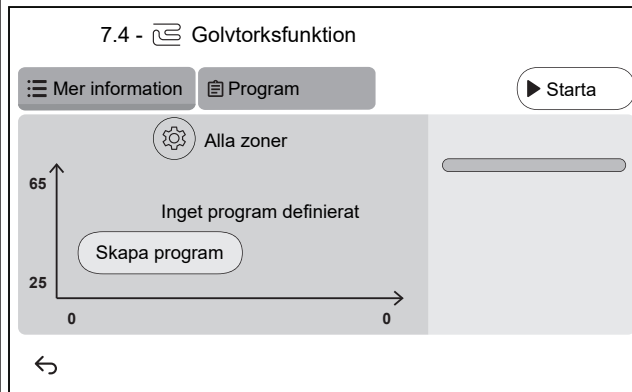 7.4 - Golvtorksfunktion
Mer information
Program
Starta
Alla zoner
65
Inget program definierat
Skapa program
25
0
0